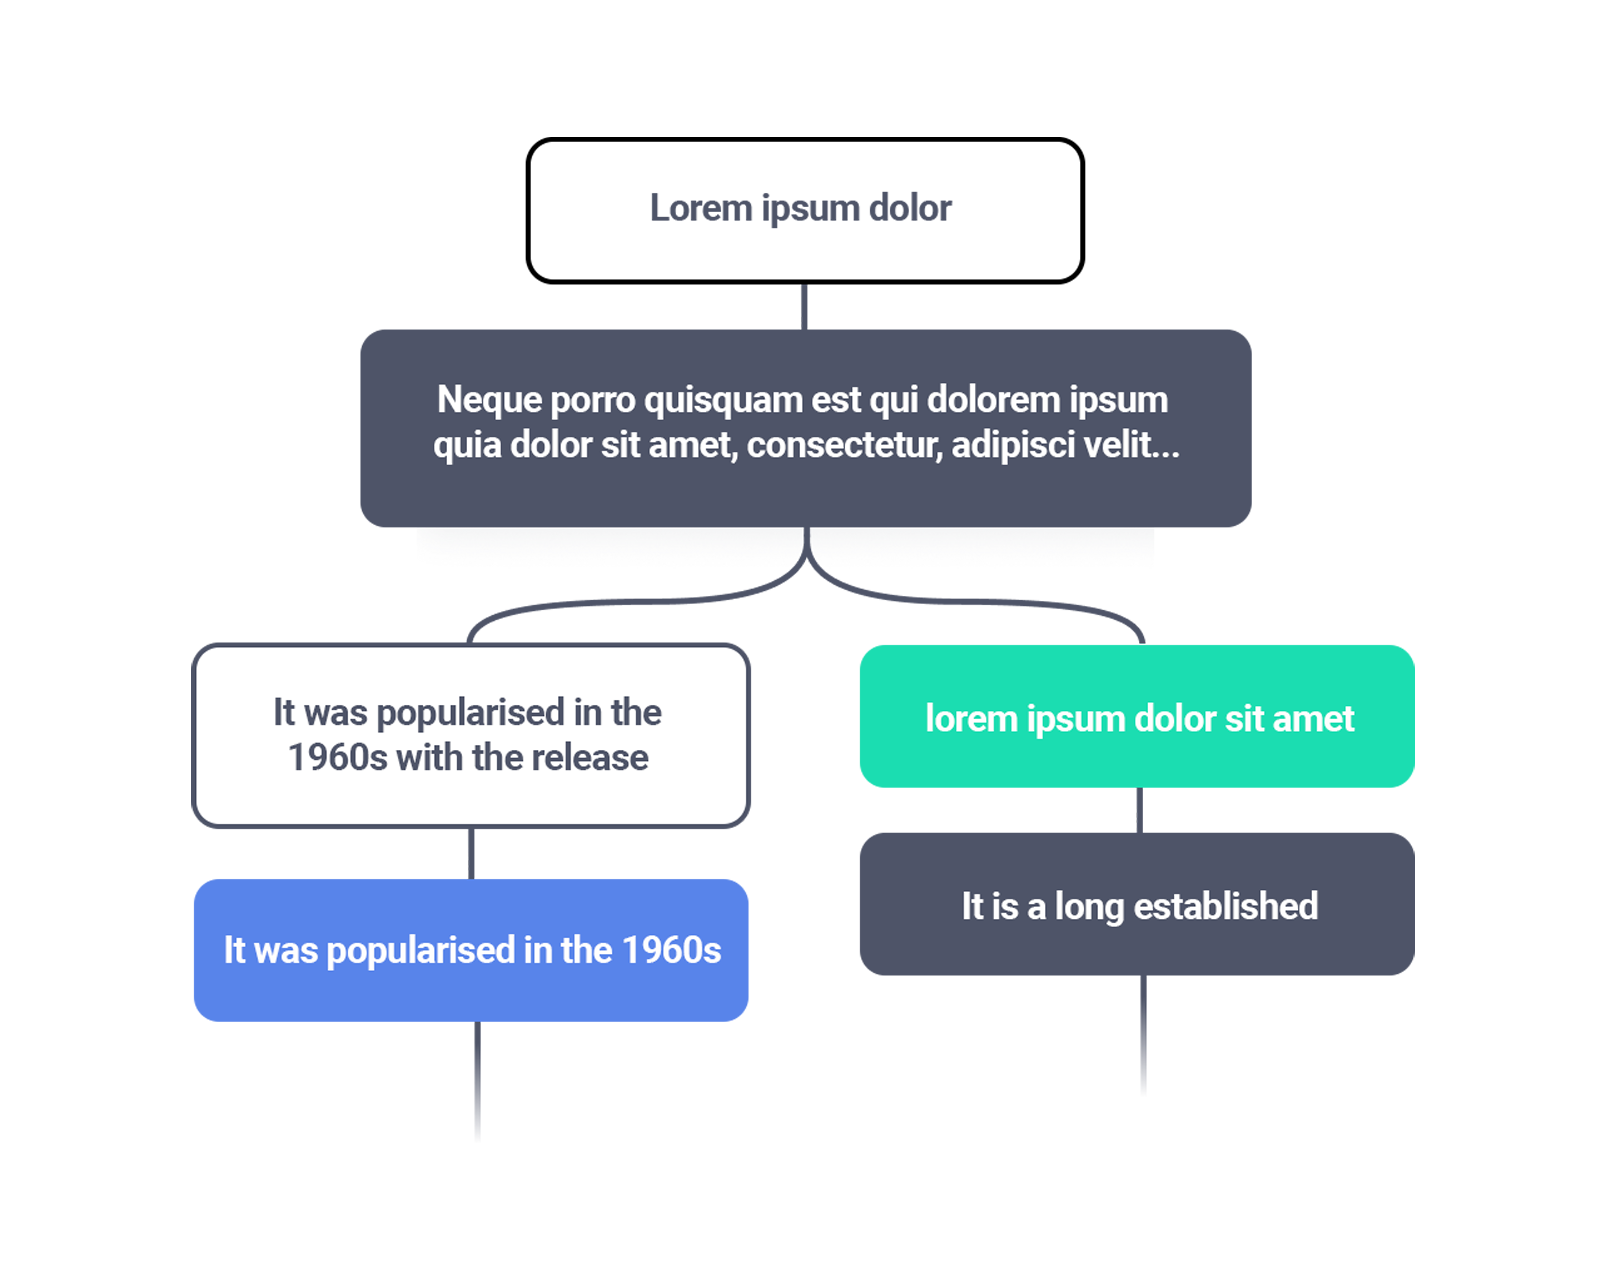 Lorem ipsum dolor
Neque porro quisquam est qui dolorem ipsum
quia dolor sit amet, consectetur, adipisci velit...
It was popularised in the
1960s with the release
lorem ipsum dolor sit amet
It was popularised in the 1960s
It is a long established